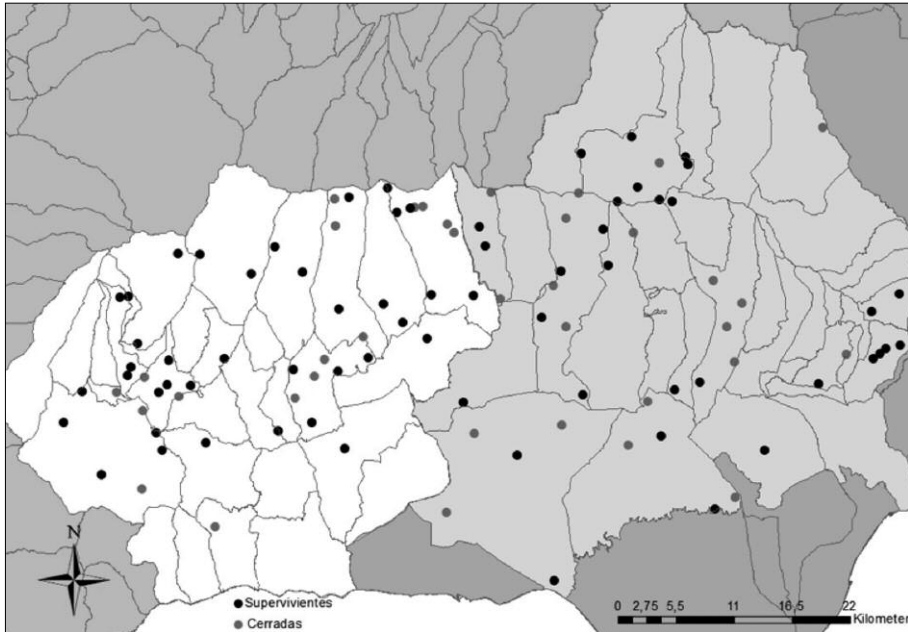 N
Supervivientes
Cerradas
0 2,75 5,5 11 16,5 22
Kilometer